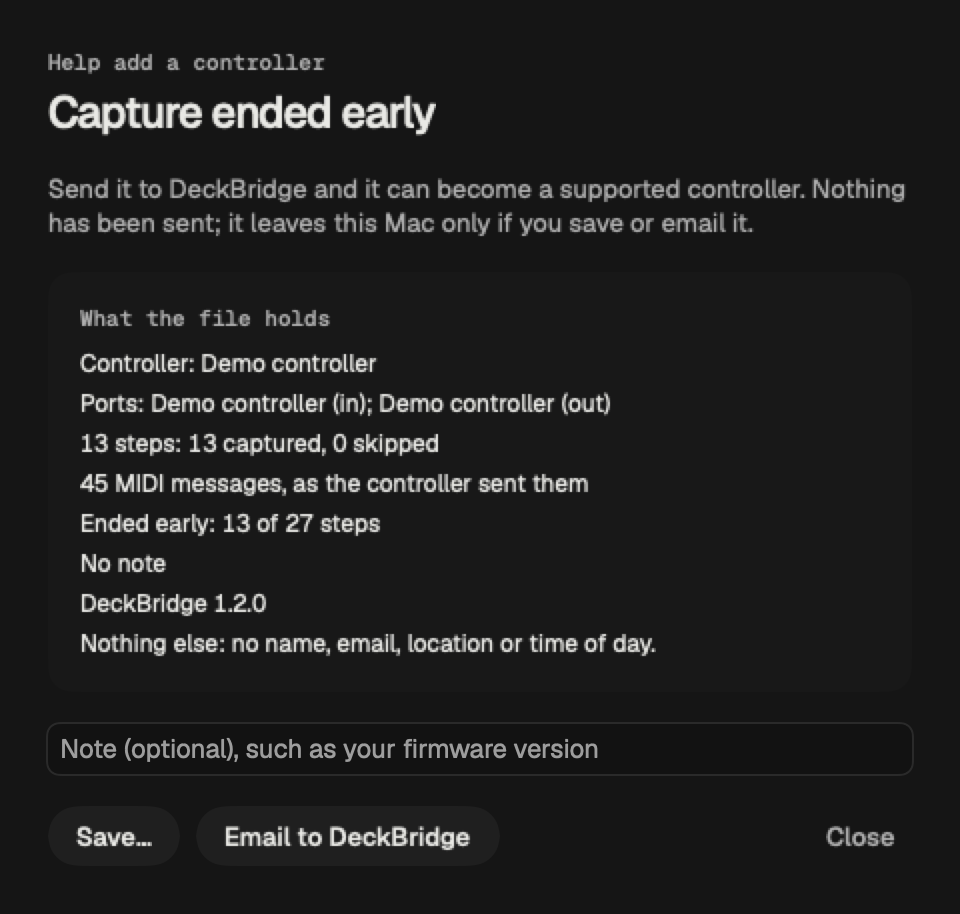 Help add a controller
Capture ended early
Send it to DeckBridge and it can become a supported controller. Nothing
has been sent; it leaves this Mac only if you save or email it.
What the file holds
Controller: Demo controller
Ports: Demo controller (in); Demo controller (out)
13 steps: 13 captured, 0 skipped
45 MIDI messages, as the controller sent them
Ended early: 13 of 27 steps
No note
DeckBridge 1.2.0
Nothing else: no name, email, location or time of day.
Note (optional), such as your firmware version
Save... Email to DeckBridge Close